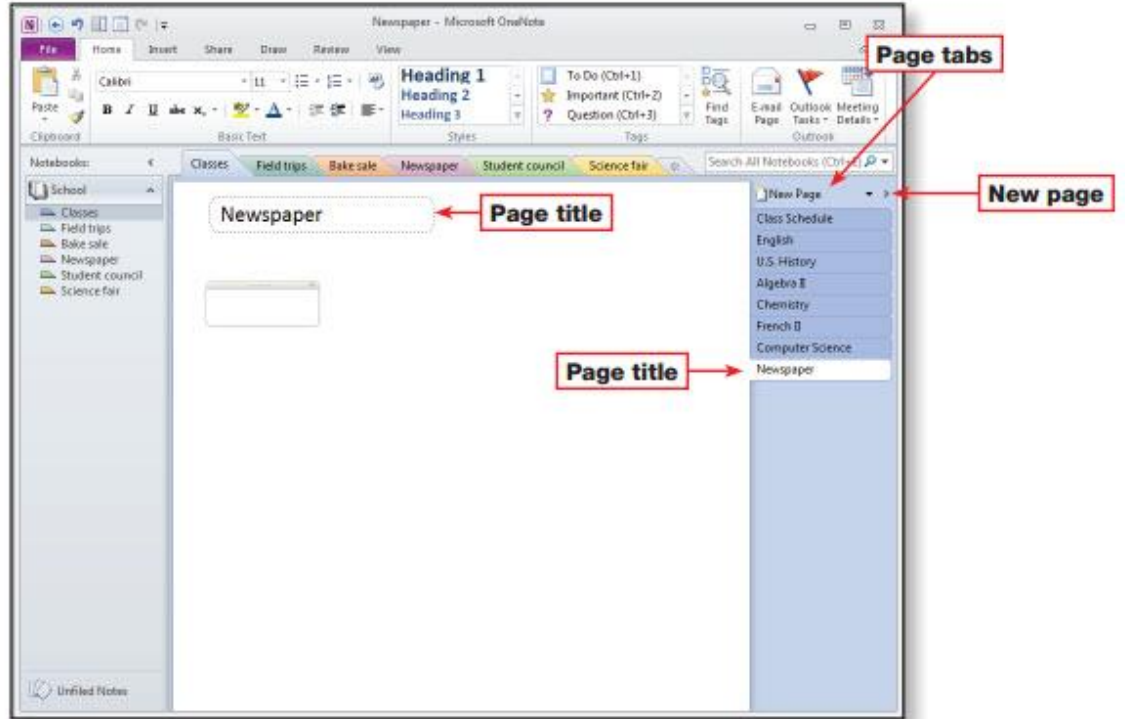 Newspaper - Microsoft OneNote
File Home Insert Share Draw Review View
Page tabs
Calibri 11
Heading 1
Heading 2
Heading 3
To Do (Ctrl+1)
Important (Ctrl+2)
Question (Ctrl+3)
Paste
B I U abc x
A
Find
Tags
E-mail
Page
Outlook
Tasks
Meeting
Details
Clipboard Basic Text Styles Tags Outlook
Notebooks:
Classes Field trips Bake sale Newspaper Student council Science fair
Search All Notebooks (Ctrl+E)
School
New Page
New page
Classes
Field trips
Bake sale
Newspaper
Student council
Science fair
Newspaper
Page title
Class Schedule
English
U.S. History
Algebra II
Chemistry
French II
Computer Science
Newspaper
Page title
Unfiled Notes